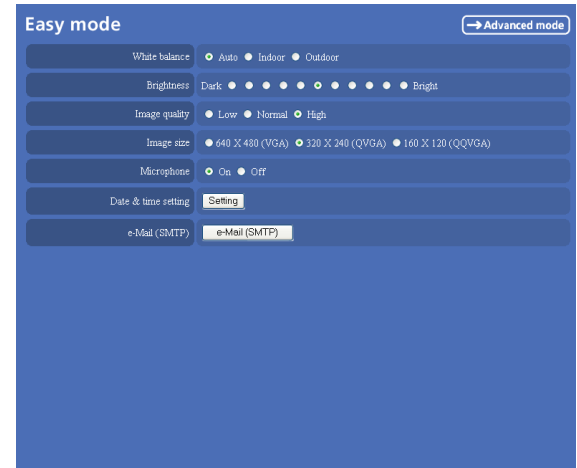 Easy mode
Advanced mode
White balance Auto Indoor Outdoor
Brightness Dark Bright
Image quality Low Normal High
Image size 640 X 480 (VGA) 320 X 240 (QVGA) 160 X 120 (QQVGA)
Microphone On Off
Date & time setting Setting
e-Mail (SMTP) e-Mail (SMTP)